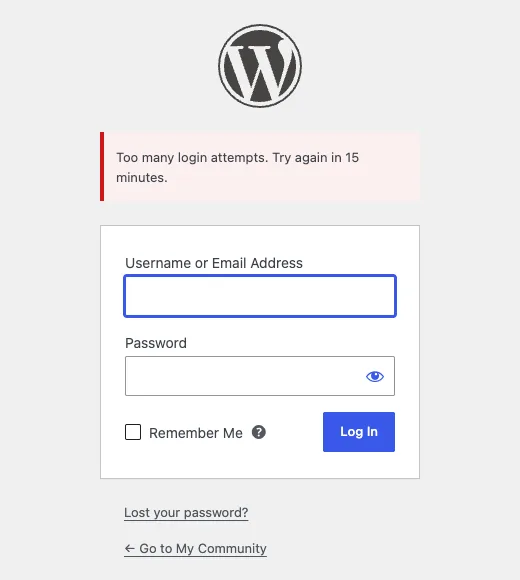 Too many login attempts. Try again in 15
minutes.
Username or Email Address
Password
Remember Me ?
Log In
Lost your password?
← Go to My Community